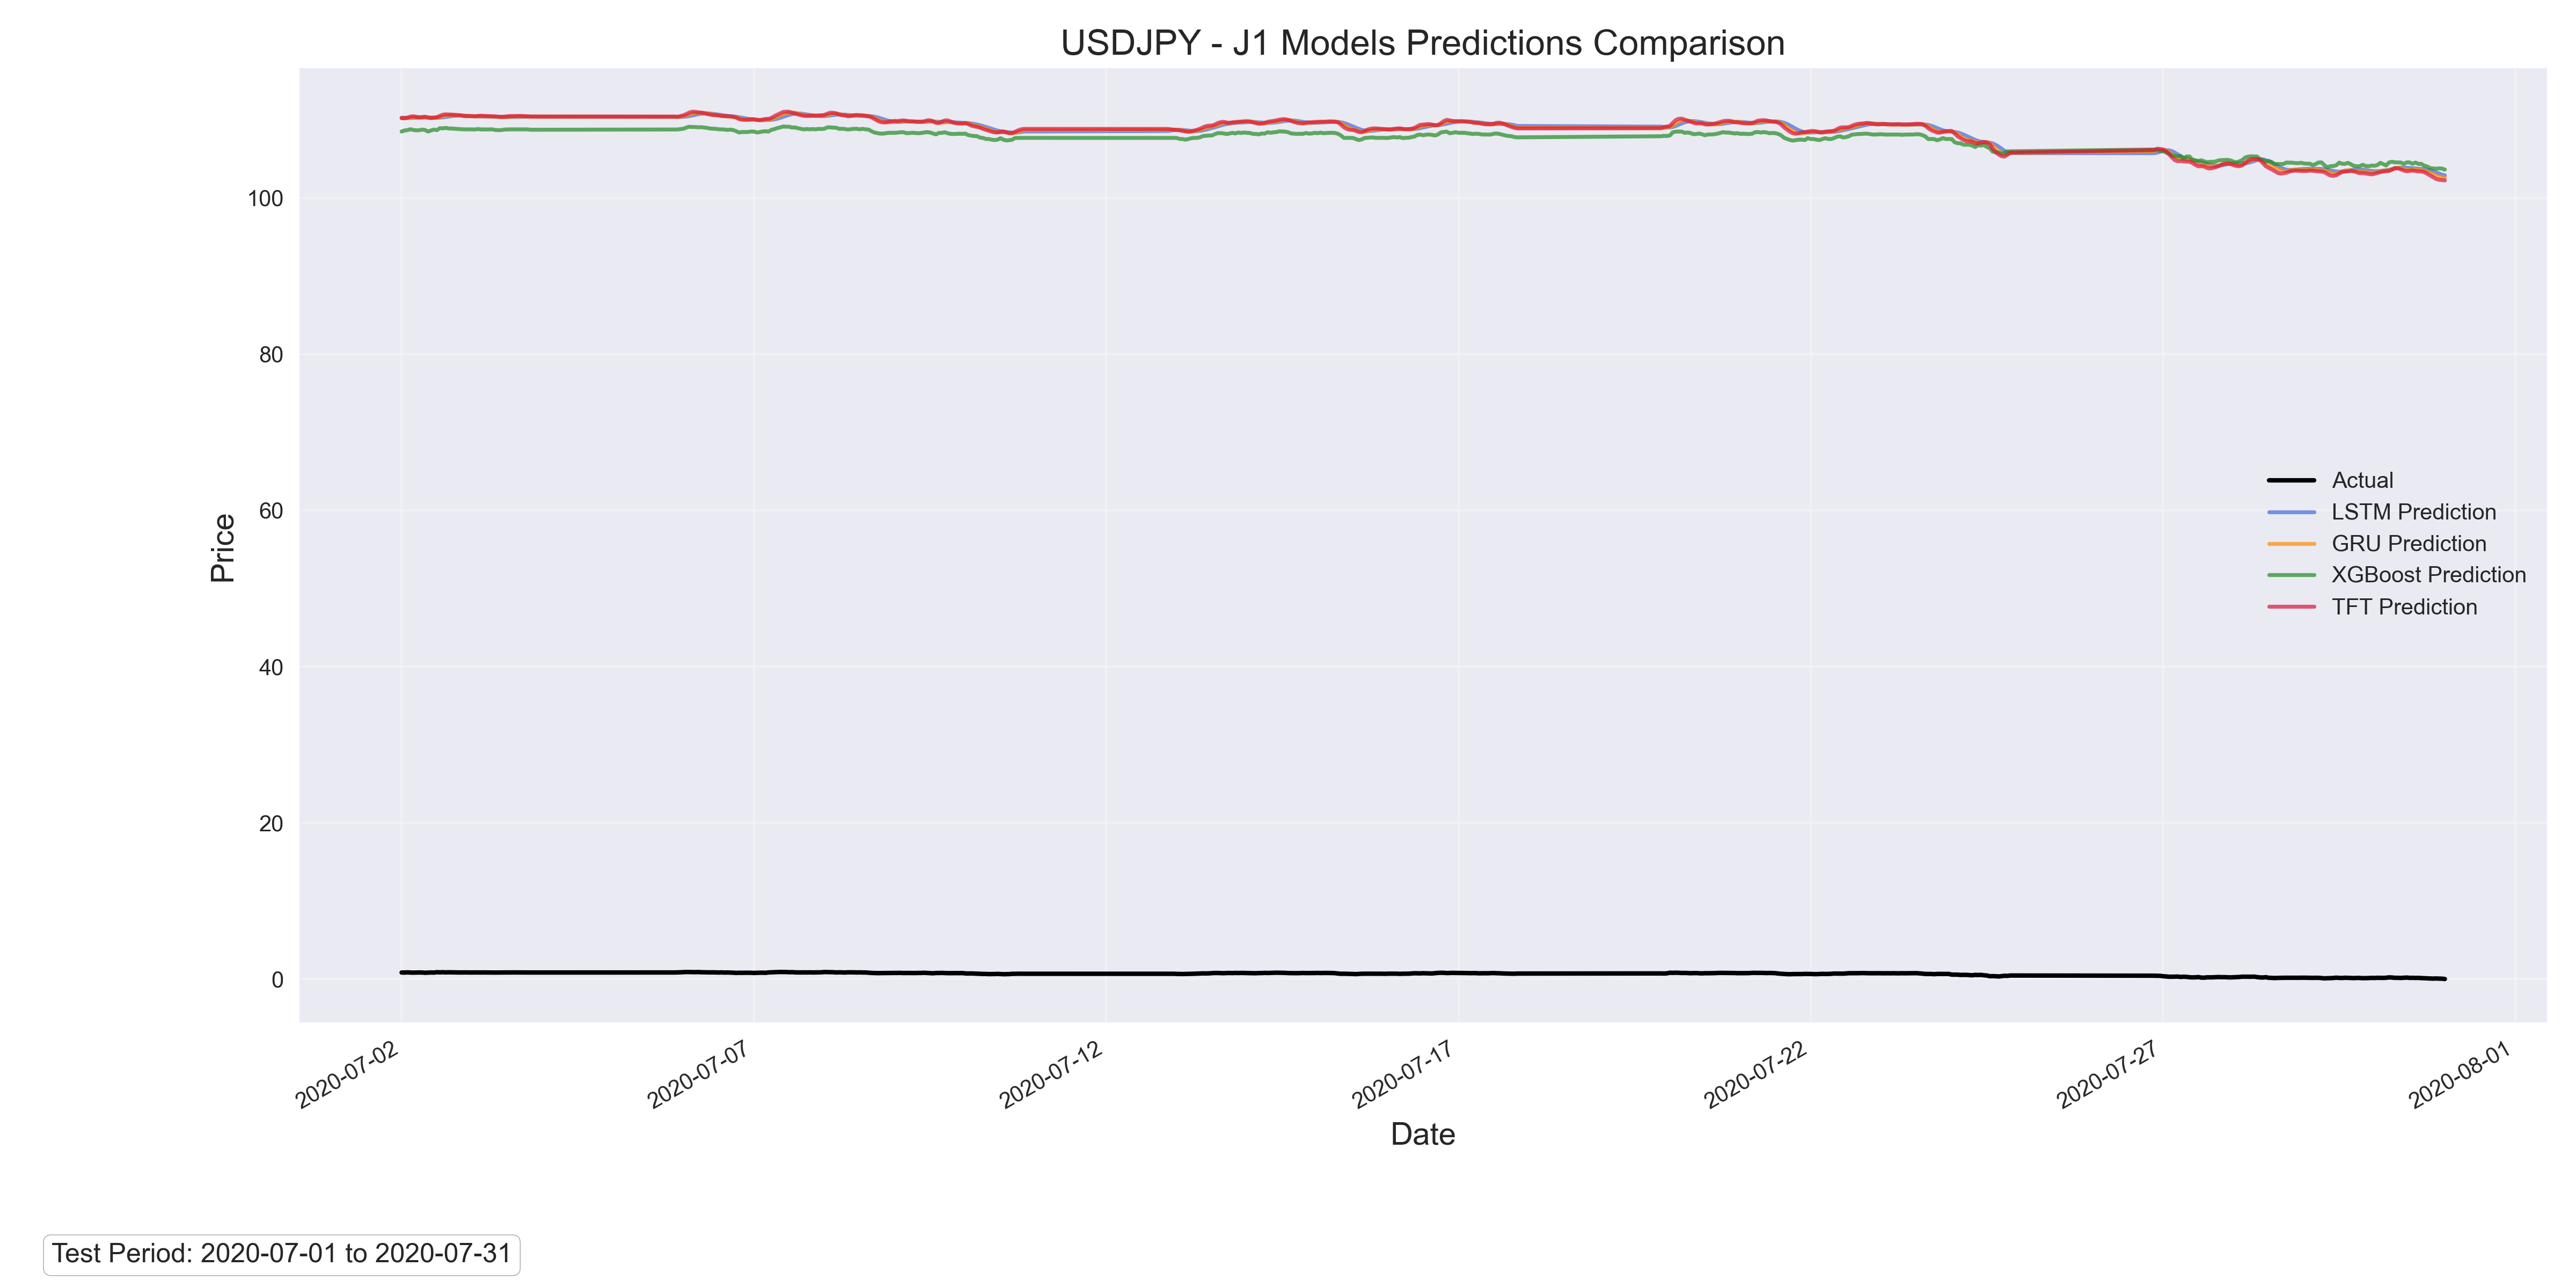 USDJPY - J1 Models Predictions Comparison
Price
100
80
60
40
20
0
Actual
LSTM Prediction
GRU Prediction
XGBoost Prediction
TFT Prediction
2020-07-02
2020-07-07
2020-07-12
2020-07-17
2020-07-22
2020-07-27
2020-08-01
Date
Test Period: 2020-07-01 to 2020-07-31